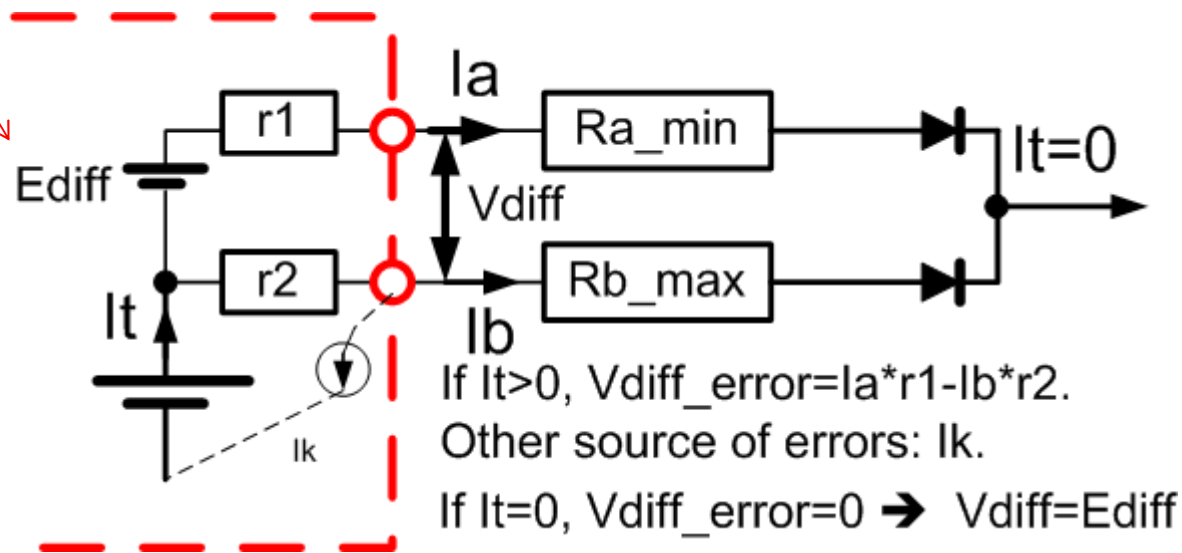 Ia
r1
Ra_min
It=0
Ediff
Vdiff
r2
Rb_max
It
Ib
If It>0, Vdiff_error=Ia*r1-Ib*r2.
Ik
Other source of errors: Ik.
If It=0, Vdiff_error=0 ➔ Vdiff=Ediff